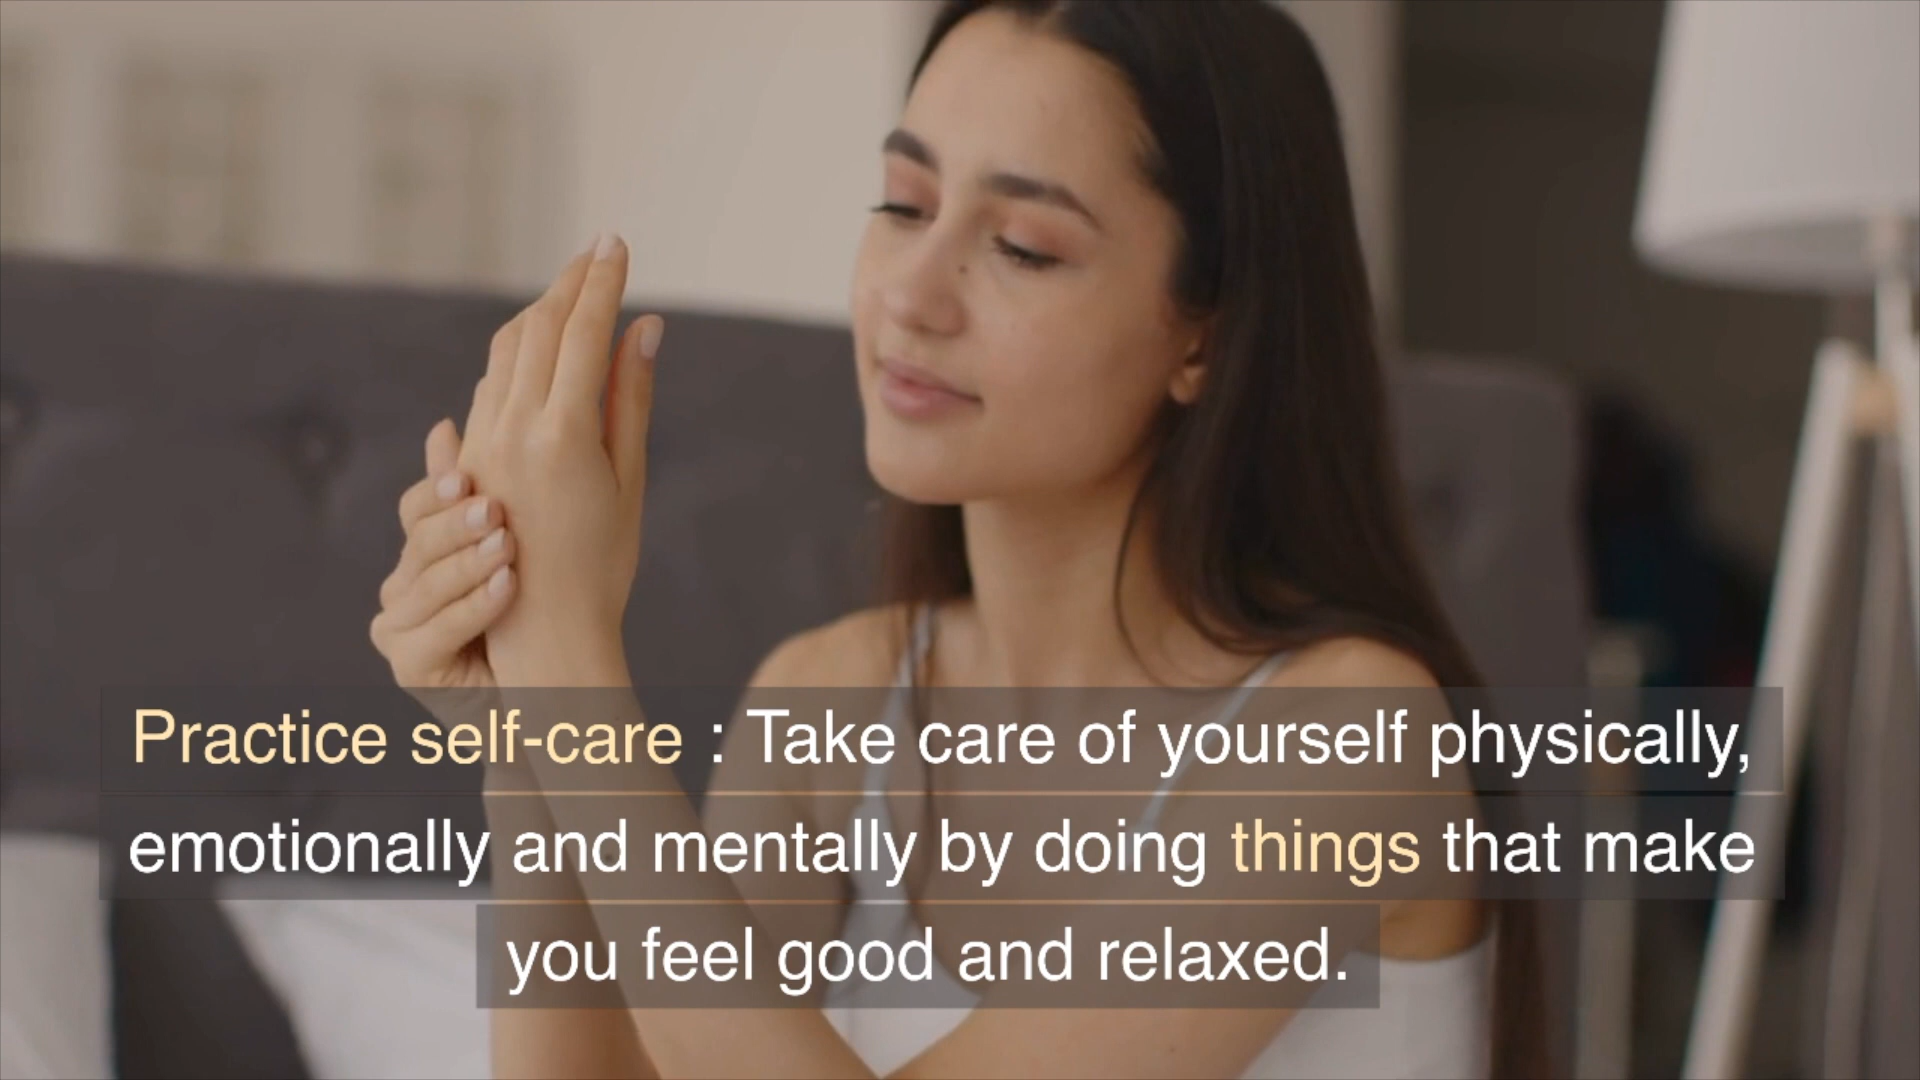 Practice self-care : Take care of yourself physically,
emotionally and mentally by doing things that make
you feel good and relaxed.